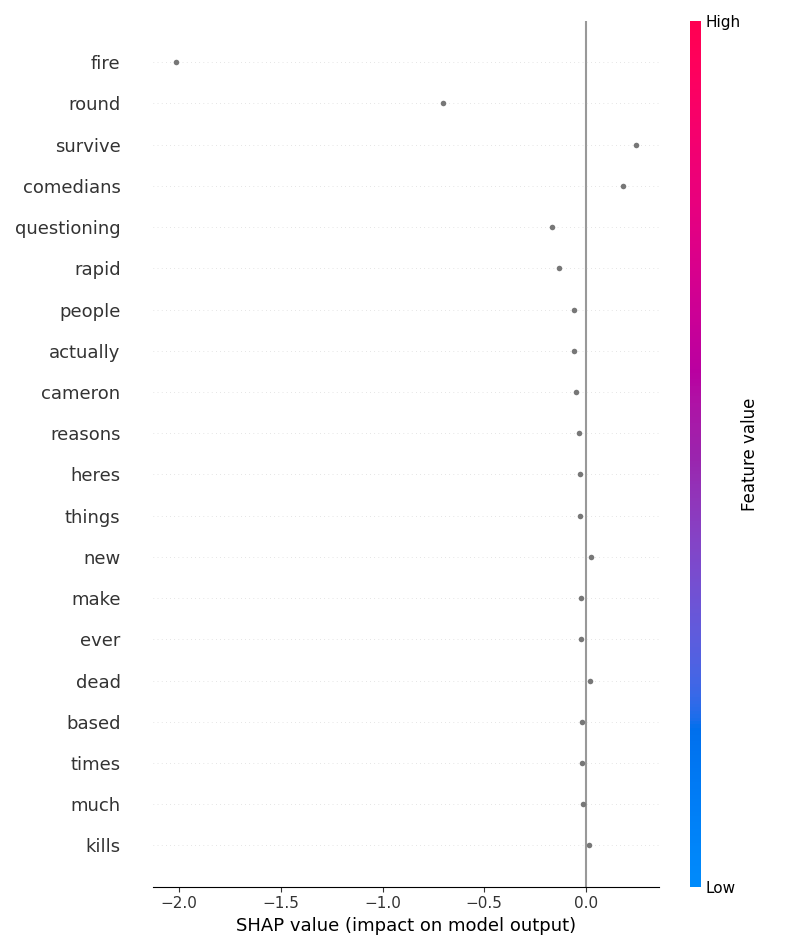 High
fire
round
survive
comedians
questioning
rapid
people
actually
cameron
reasons
heres
things
new
make
ever
dead
based
times
much
kills
Feature value
Low
−2.0 −1.5 −1.0 −0.5 0.0
SHAP value (impact on model output)